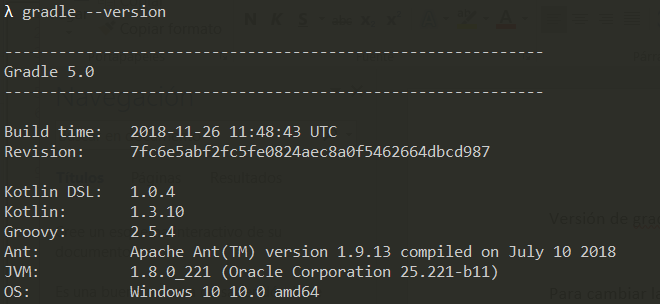 λ gradle --version
------------------------------------------------------------
Gradle 5.0
------------------------------------------------------------
Build time:   2018-11-26 11:48:43 UTC
Revision:     7fc6e5abf2fc5fe0824aec8a0f5462664dbcd987
Kotlin DSL:   1.0.4
Kotlin:       1.3.10
Groovy:       2.5.4
Ant:          Apache Ant(TM) version 1.9.13 compiled on July 10 2018
JVM:          1.8.0_221 (Oracle Corporation 25.221-b11)
OS:           Windows 10 10.0 amd64